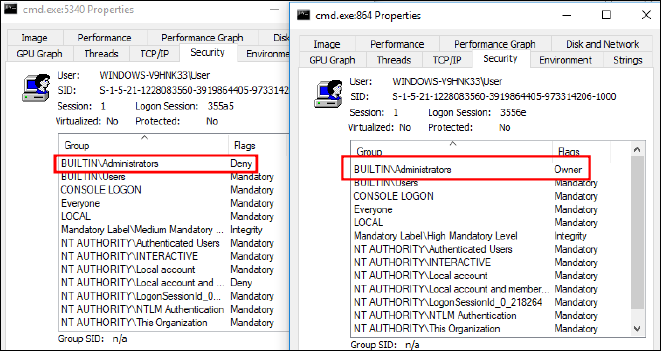 cmd.exe:5340 Properties
Image Performance Performance Graph Disk and
GPU Graph Threads TCP/IP Security Environme
User: WINDOWS-V9HNK33\User
SID: S-1-5-21-1228083560-3919864405-97331
Session: 1 Logon Session: 355a5
Virtualized: No Protected: No
Group Flags
BUILTIN\Administrators Deny
BUILTIN\Users Mandatory
CONSOLE LOGON Mandatory
Everyone Mandatory
LOCAL Mandatory
Mandatory Label\Medium Mandatory ... Integrity
NT AUTHORITY\Authenticated Users Mandatory
NT AUTHORITY\INTERACTIVE Mandatory
NT AUTHORITY\Local account Mandatory
NT AUTHORITY\Local account and ... Deny
NT AUTHORITY\LogonSessionId_0... Mandatory
NT AUTHORITY\NTLM Authentication Mandatory
NT AUTHORITY\This Organization Mandatory
Group SID: n/a
cmd.exe:864 Properties
Image Performance Performance Graph Disk and Network
GPU Graph Threads TCP/IP Security Environment Strings
User: WINDOWS-V9HNK33\User
SID: S-1-5-21-1228083560-3919864405-973314206-1000
Session: 1 Logon Session: 3556e
Virtualized: No Protected: No
Group Flags
BUILTIN\Administrators Owner
BUILTIN\Users Mandatory
CONSOLE LOGON Mandatory
Everyone Mandatory
LOCAL Mandatory
Mandatory Label\High Mandatory Level Integrity
NT AUTHORITY\Authenticated Users Mandatory
NT AUTHORITY\INTERACTIVE Mandatory
NT AUTHORITY\Local account Mandatory
NT AUTHORITY\Local account and member... Mandatory
NT AUTHORITY\LogonSessionId_0_218264 Mandatory
NT AUTHORITY\NTLM Authentication Mandatory
NT AUTHORITY\This Organization Mandatory
Group SID: n/a